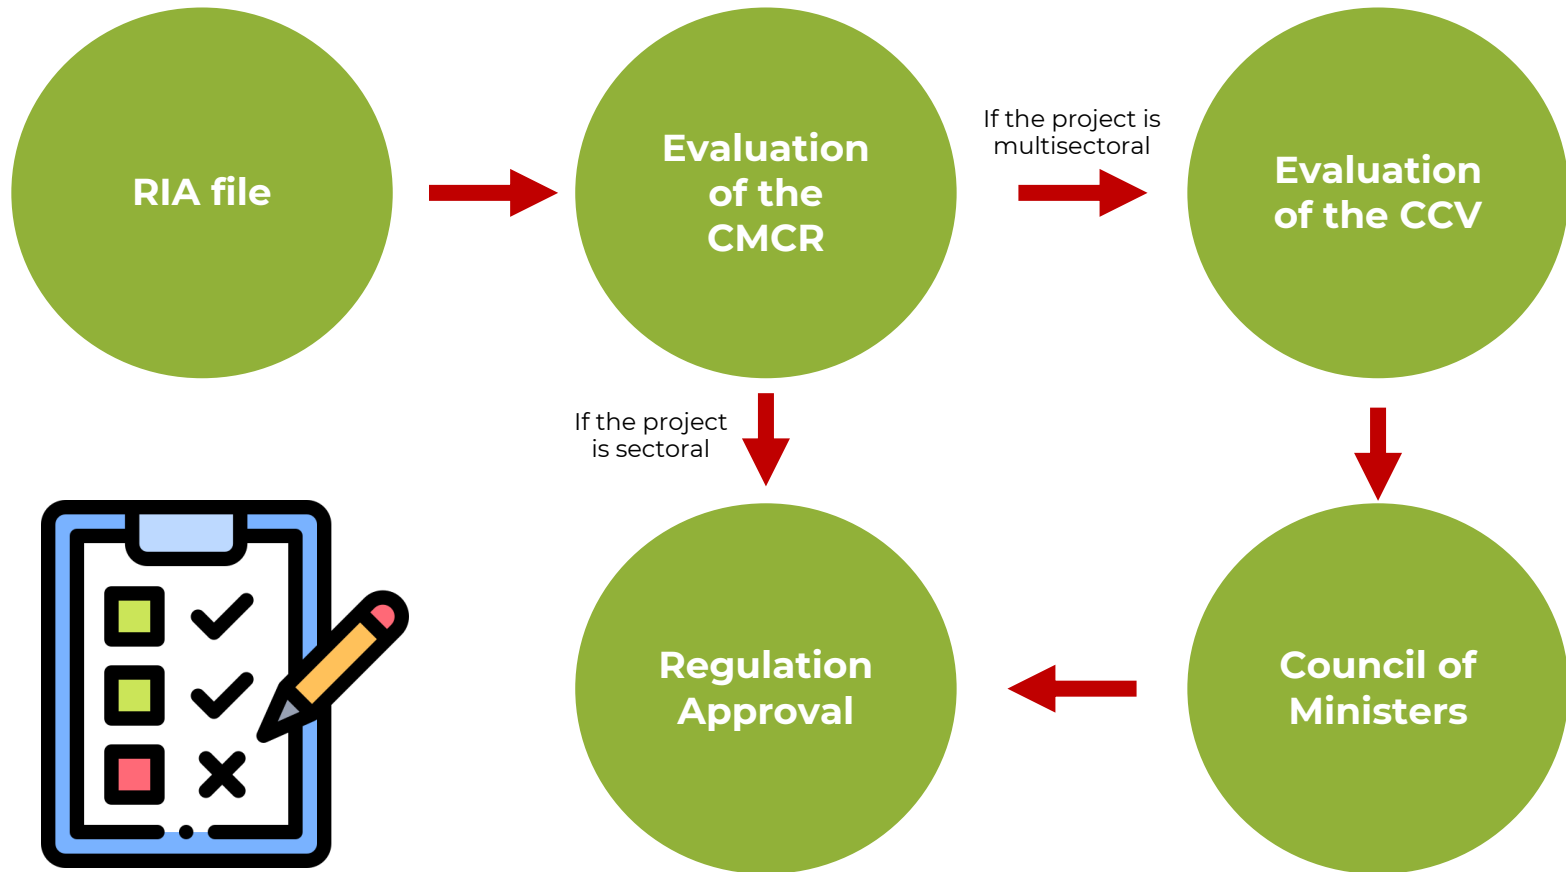 RIA file
Evaluation
of the
CMCR
If the project is
multisectoral
Evaluation
of the CCV
If the project
is sectoral
Regulation
Approval
Council of
Ministers